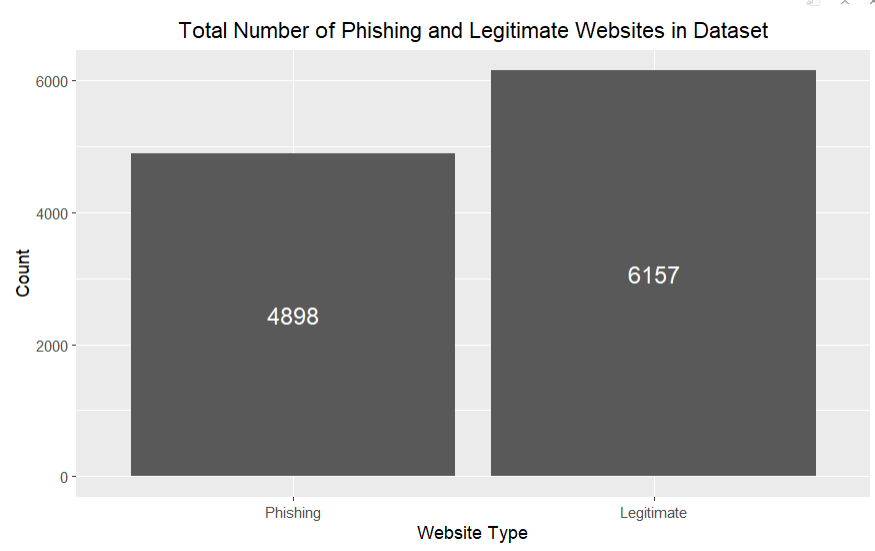 Total Number of Phishing and Legitimate Websites in Dataset
6000
4000
2000
0
Count
4898
6157
Phishing
Legitimate
Website Type